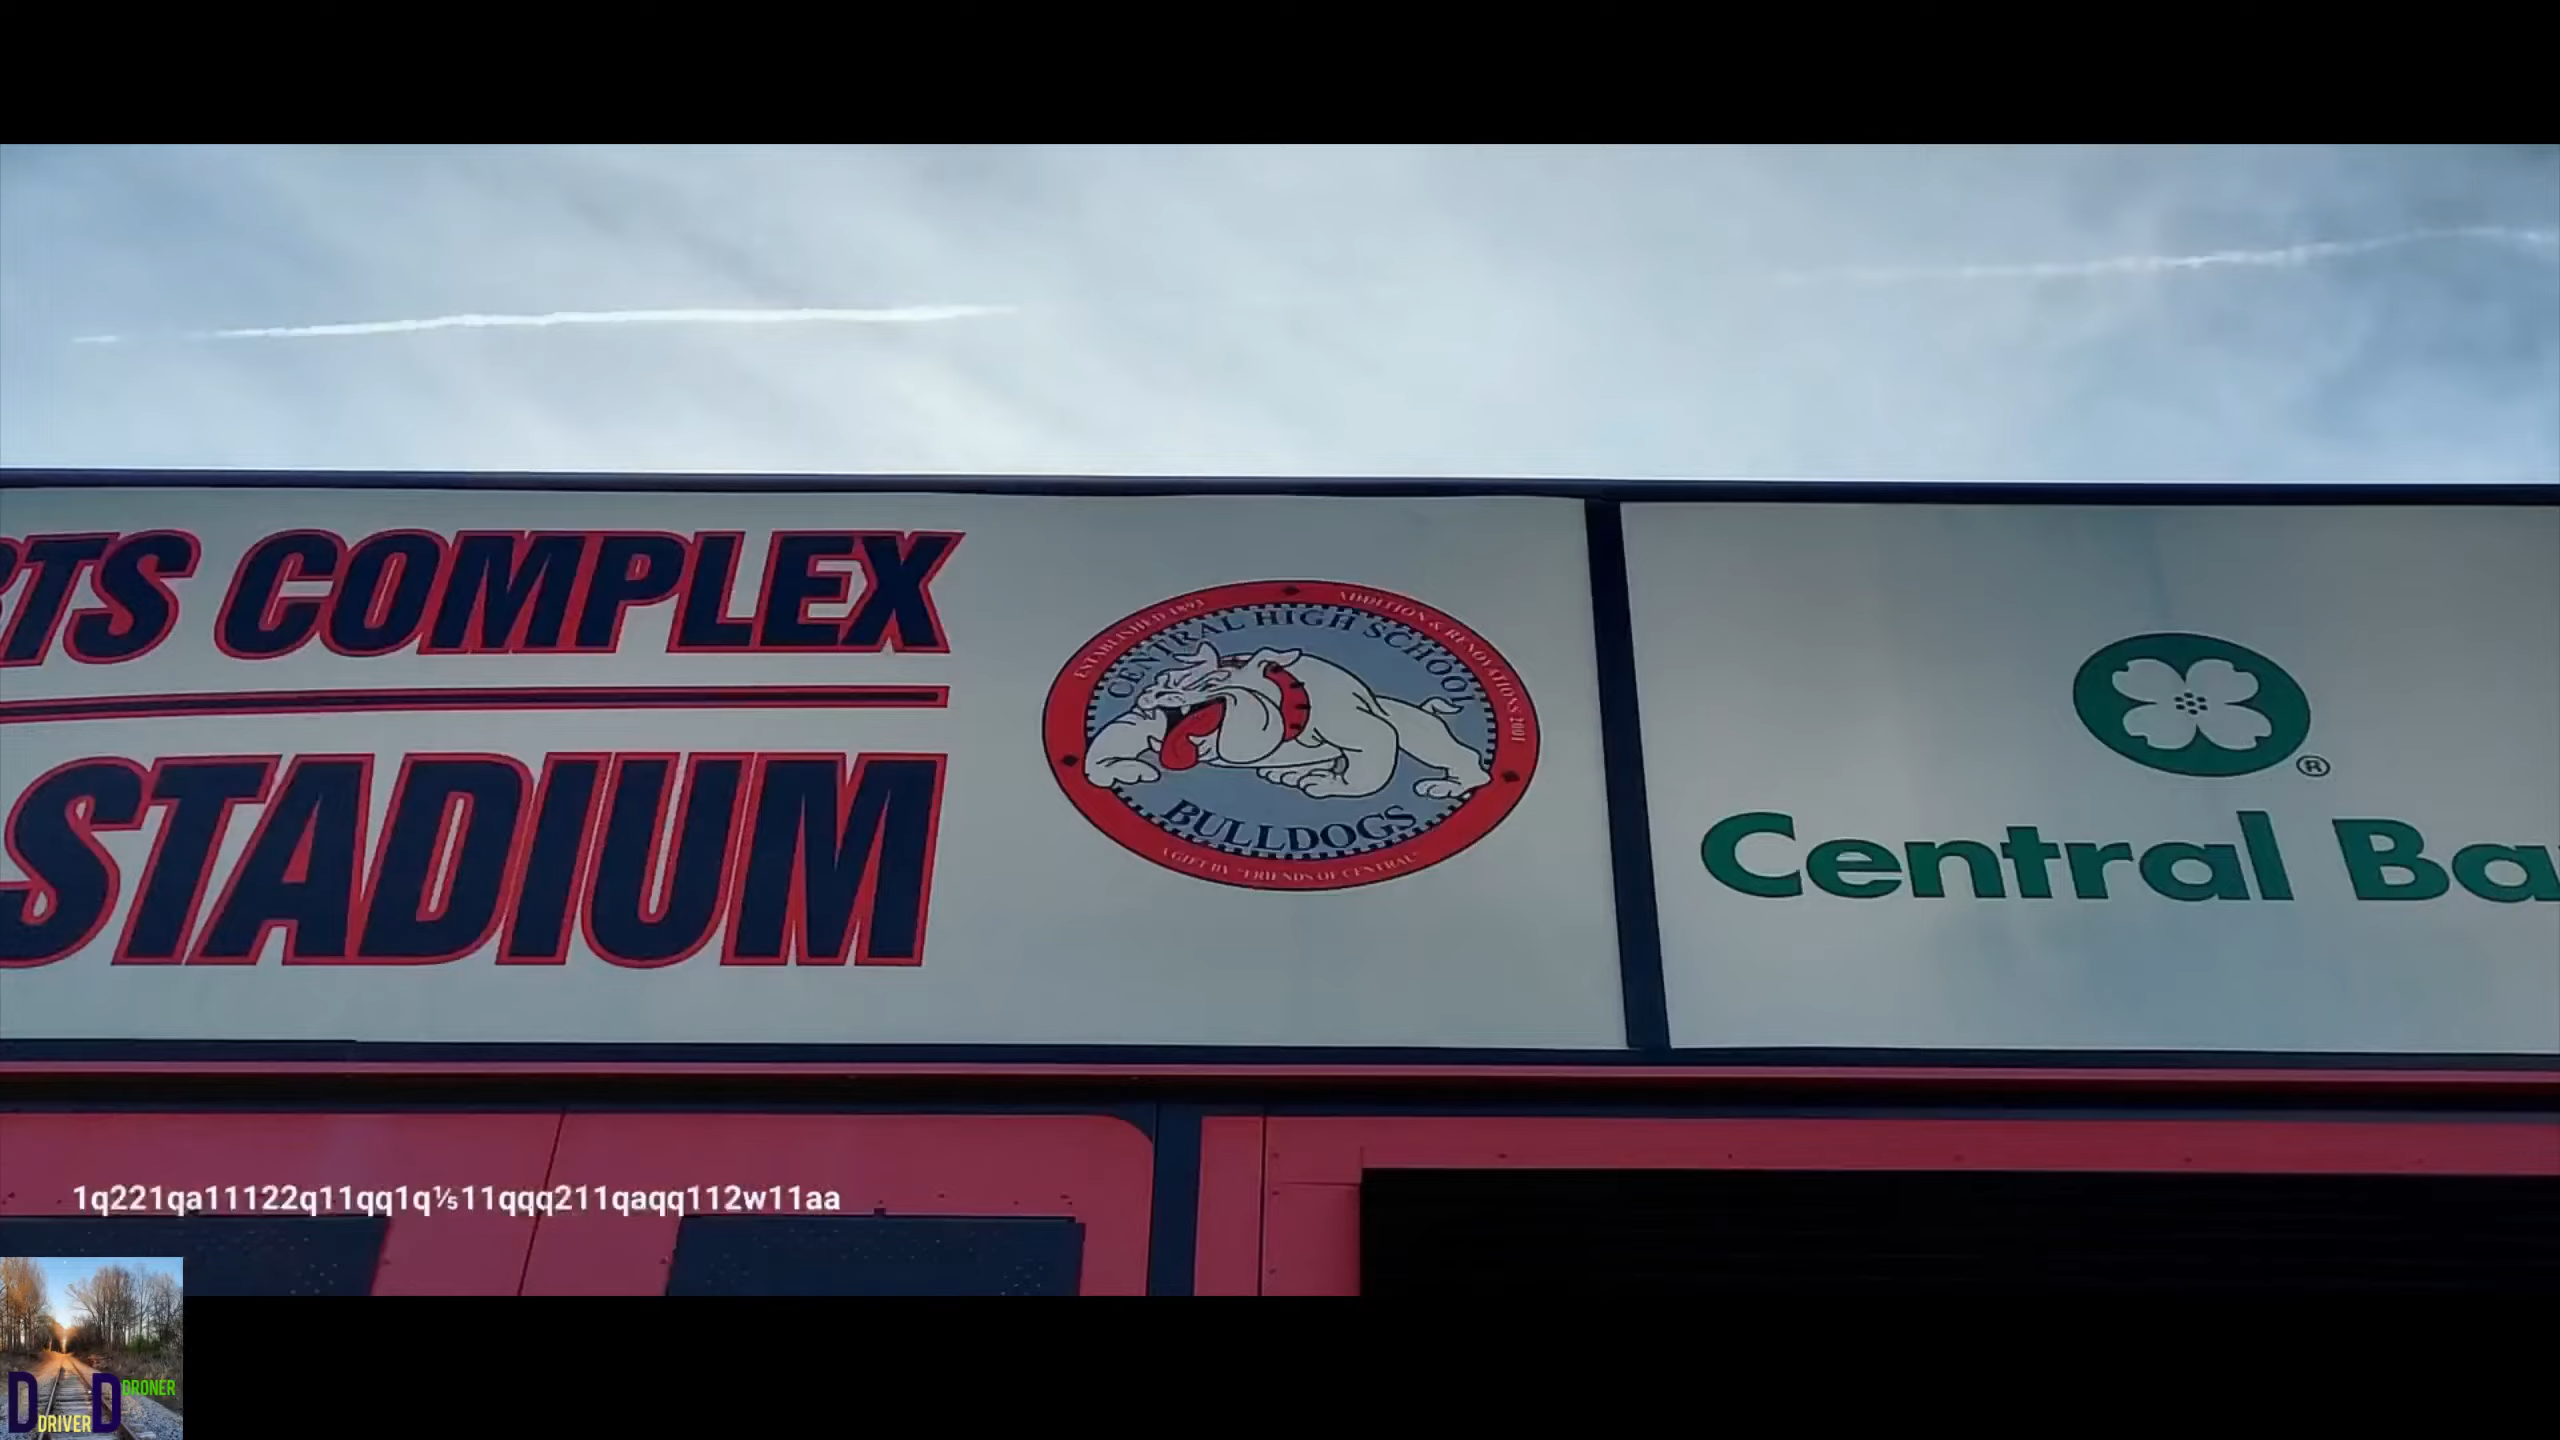 RTS COMPLEX
STADIUM
ESTABLISHED 1893
ADDITION & RENOVATIONS 2001
CENTRAL HIGH SCHOOL
BULLDOGS
A GIFT BY "FRIENDS OF CENTRAL"
®
Central Ba
1q221qa11122q11qq1q⅕11qqq211qaqq112w11aa
D DRONER
DRIVER D